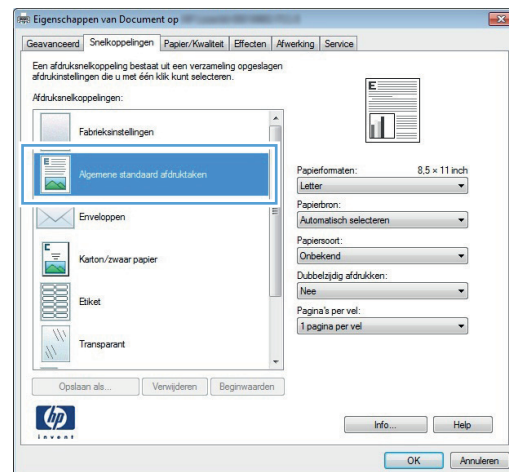 Eigenschappen van Document op
Geavanceerd Snelkoppelingen Papier/Kwaliteit Effecten Afwerking Service
Een afdruksnelkoppeling bestaat uit een verzameling opgeslagen
afdrukinstellingen die u met één klik kunt selecteren.
Afdruksnelkoppelingen:
Fabrieksinstellingen
Algemene standaard afdruktaken
Enveloppen
Karton/zwaar papier
Etiket
Transparant
Opslaan als... Verwijderen Beginwaarden
E
Papierformaten: 8,5 × 11 inch
Letter
Papierbron:
Automatisch selecteren
Papiersoort:
Onbekend
Dubbelzijdig afdrukken:
Nee
Pagina's per vel:
1 pagina per vel
hp
invent
Info... Help
OK Annuleren